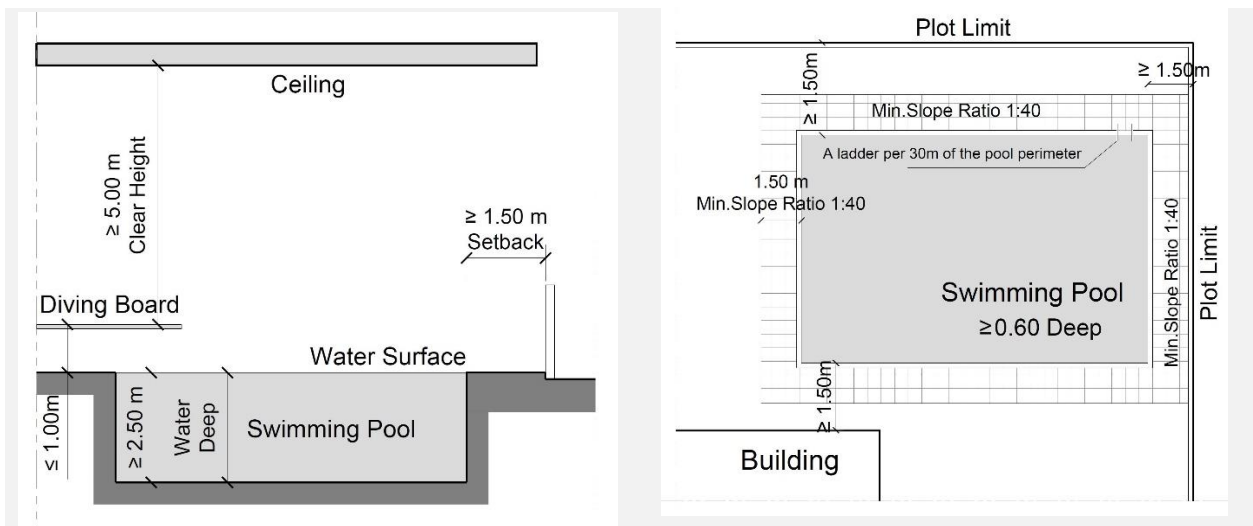 Ceiling
≥ 5.00 m
Clear Height
≥ 1.50 m
Setback
Diving Board
Water Surface
≤ 1.00m
≥ 2.50 m
Water
Deep
Swimming Pool
Plot Limit
≥ 1.50m
≥ 1.50m
Min.Slope Ratio 1:40
A ladder per 30m of the pool perimeter
1.50 m
Min.Slope Ratio 1:40
Swimming Pool
≥0.60 Deep
Min.Slope Ratio 1:40
Plot Limit
≥ 1.50m
Building